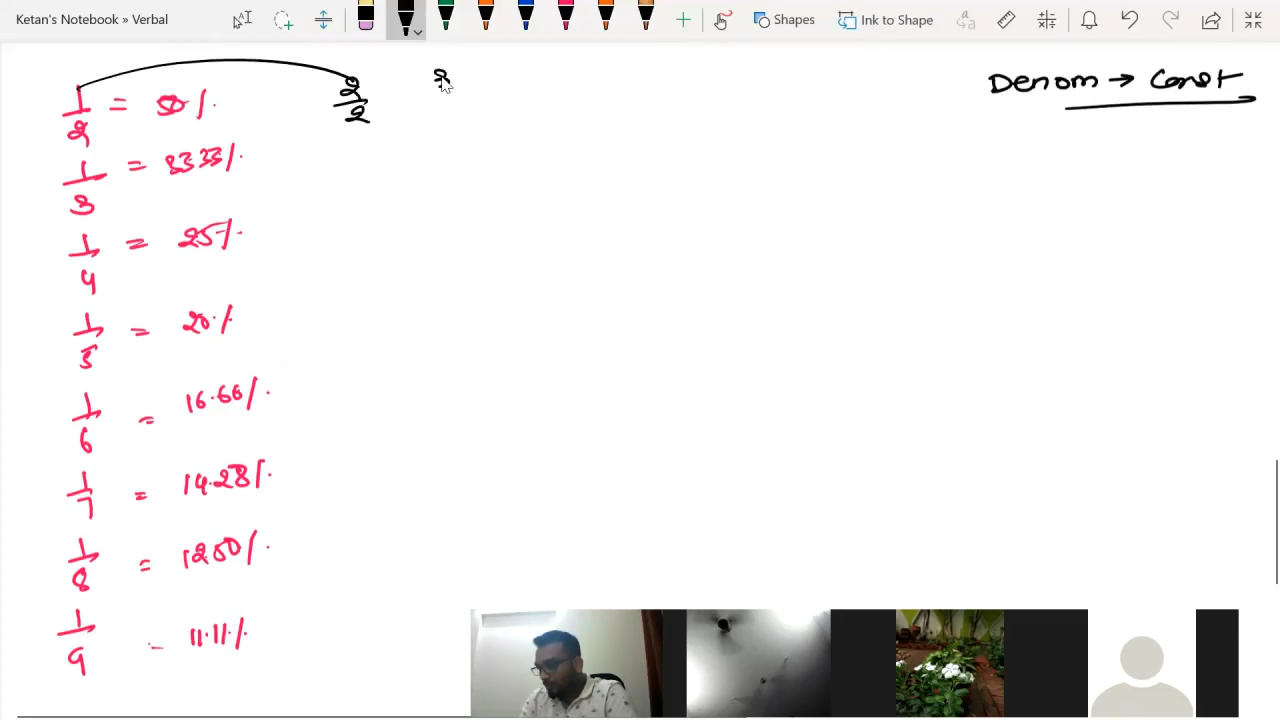 Ketan's Notebook » Verbal
Shapes
Ink to Shape
Denom → Const
1/2 = 50%
2/2
3
1/3 = 33.33%
1/4 = 25%
1/5 = 20%
1/6 = 16.66%
1/7 = 14.28%
1/8 = 12.50%
1/9 = 11.11%